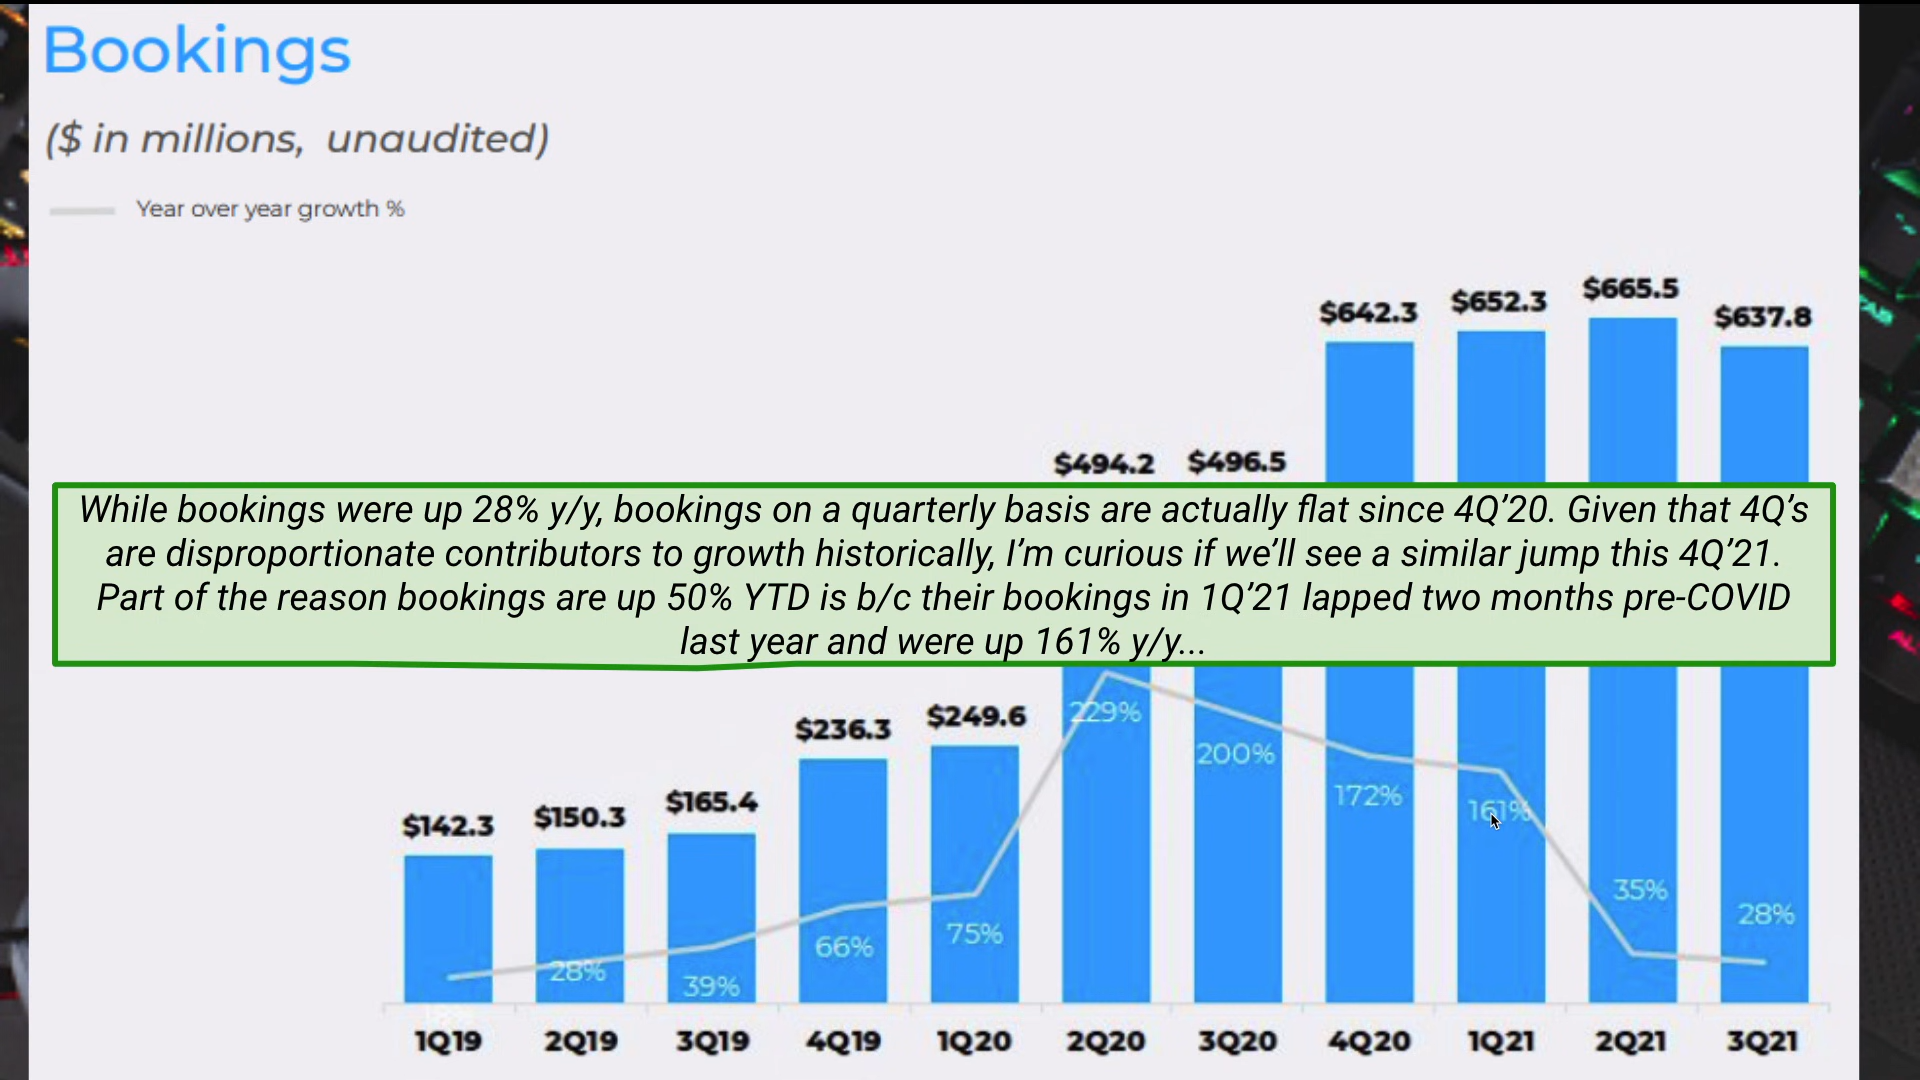 Bookings
($ in millions, unaudited)
Year over year growth %
$665.5
$652.3
$642.3
$637.8
$494.2 $496.5
While bookings were up 28% y/y, bookings on a quarterly basis are actually flat since 4Q’20. Given that 4Q’s
are disproportionate contributors to growth historically, I’m curious if we’ll see a similar jump this 4Q’21.
Part of the reason bookings are up 50% YTD is b/c their bookings in 1Q’21 lapped two months pre-COVID
last year and were up 161% y/y...
$236.3 $249.6
$142.3 $150.3 $165.4
229%
200%
172%
161%
35%
28%
75%
66%
28%
39%
1Q19 2Q19 3Q19 4Q19 1Q20 2Q20 3Q20 4Q20 1Q21 2Q21 3Q21